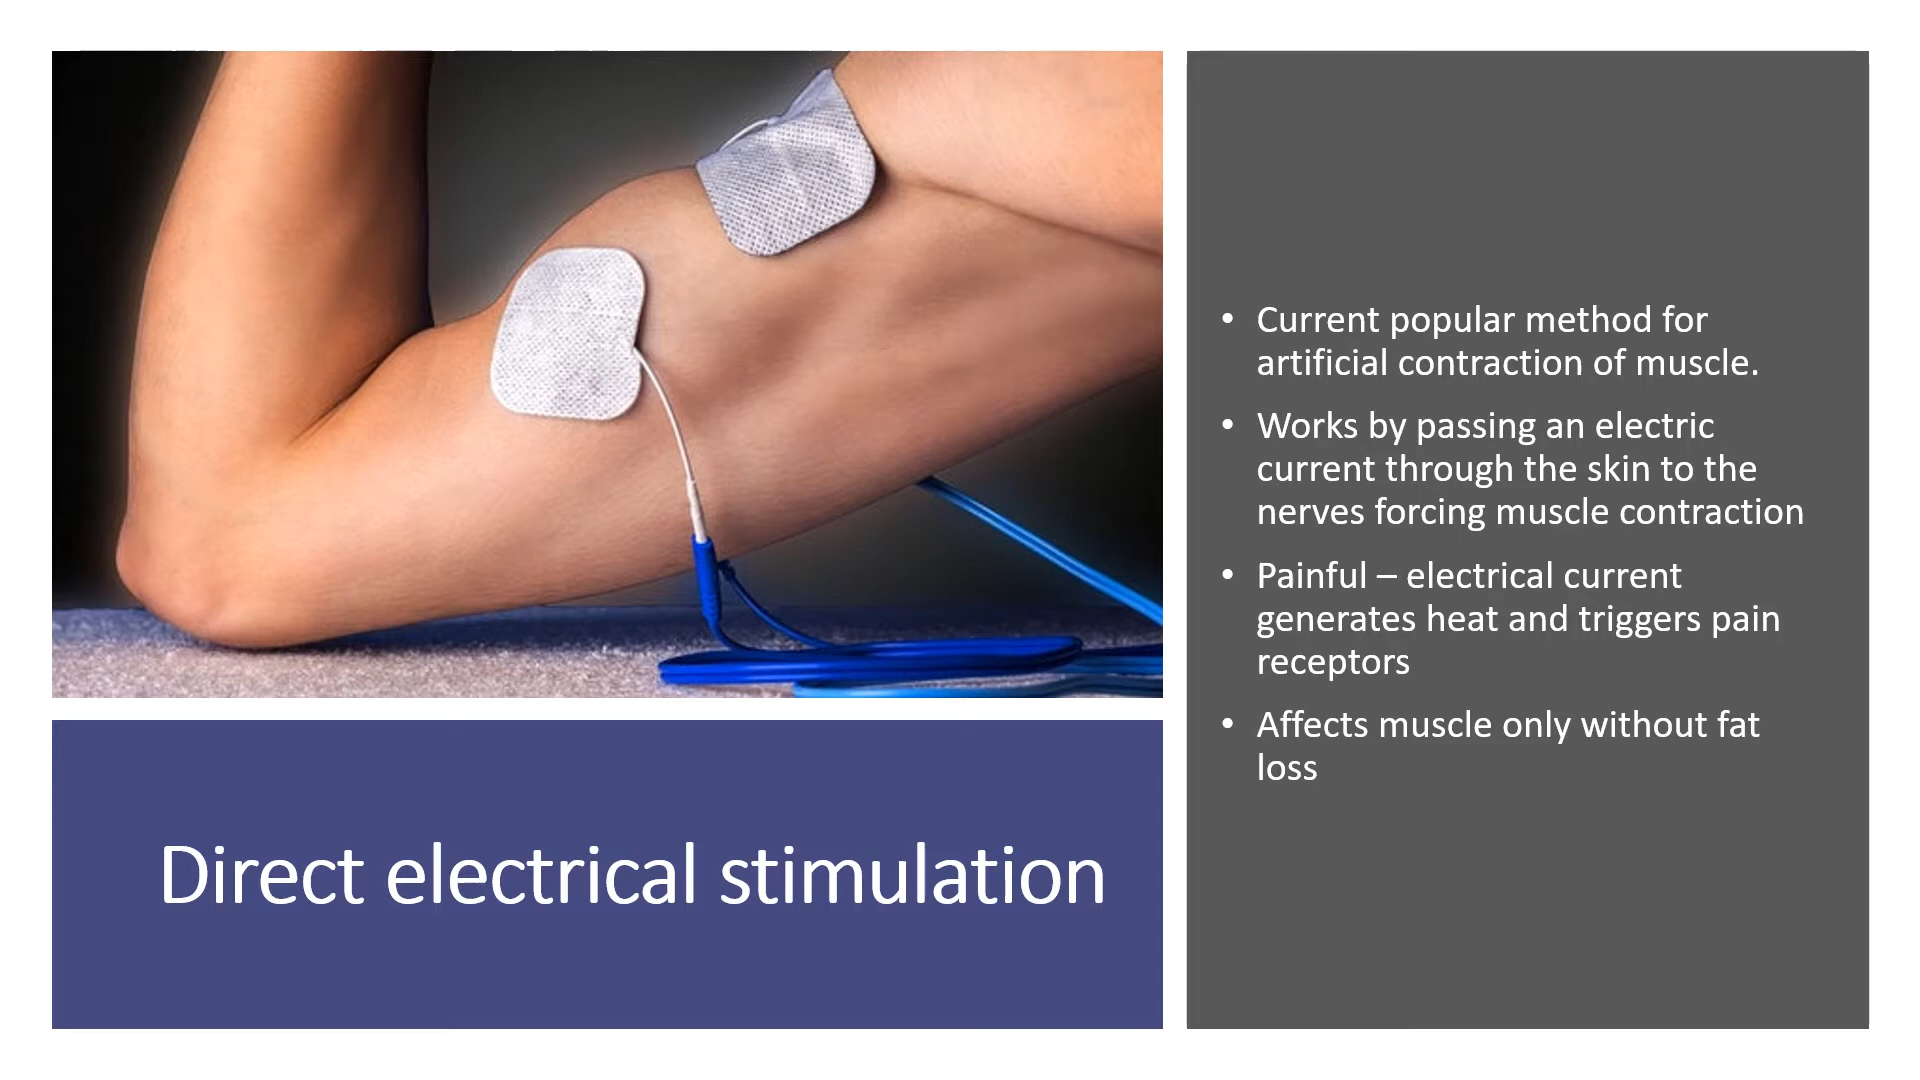 Direct electrical stimulation
• Current popular method for
artificial contraction of muscle.
• Works by passing an electric
current through the skin to the
nerves forcing muscle contraction
• Painful – electrical current
generates heat and triggers pain
receptors
• Affects muscle only without fat
loss